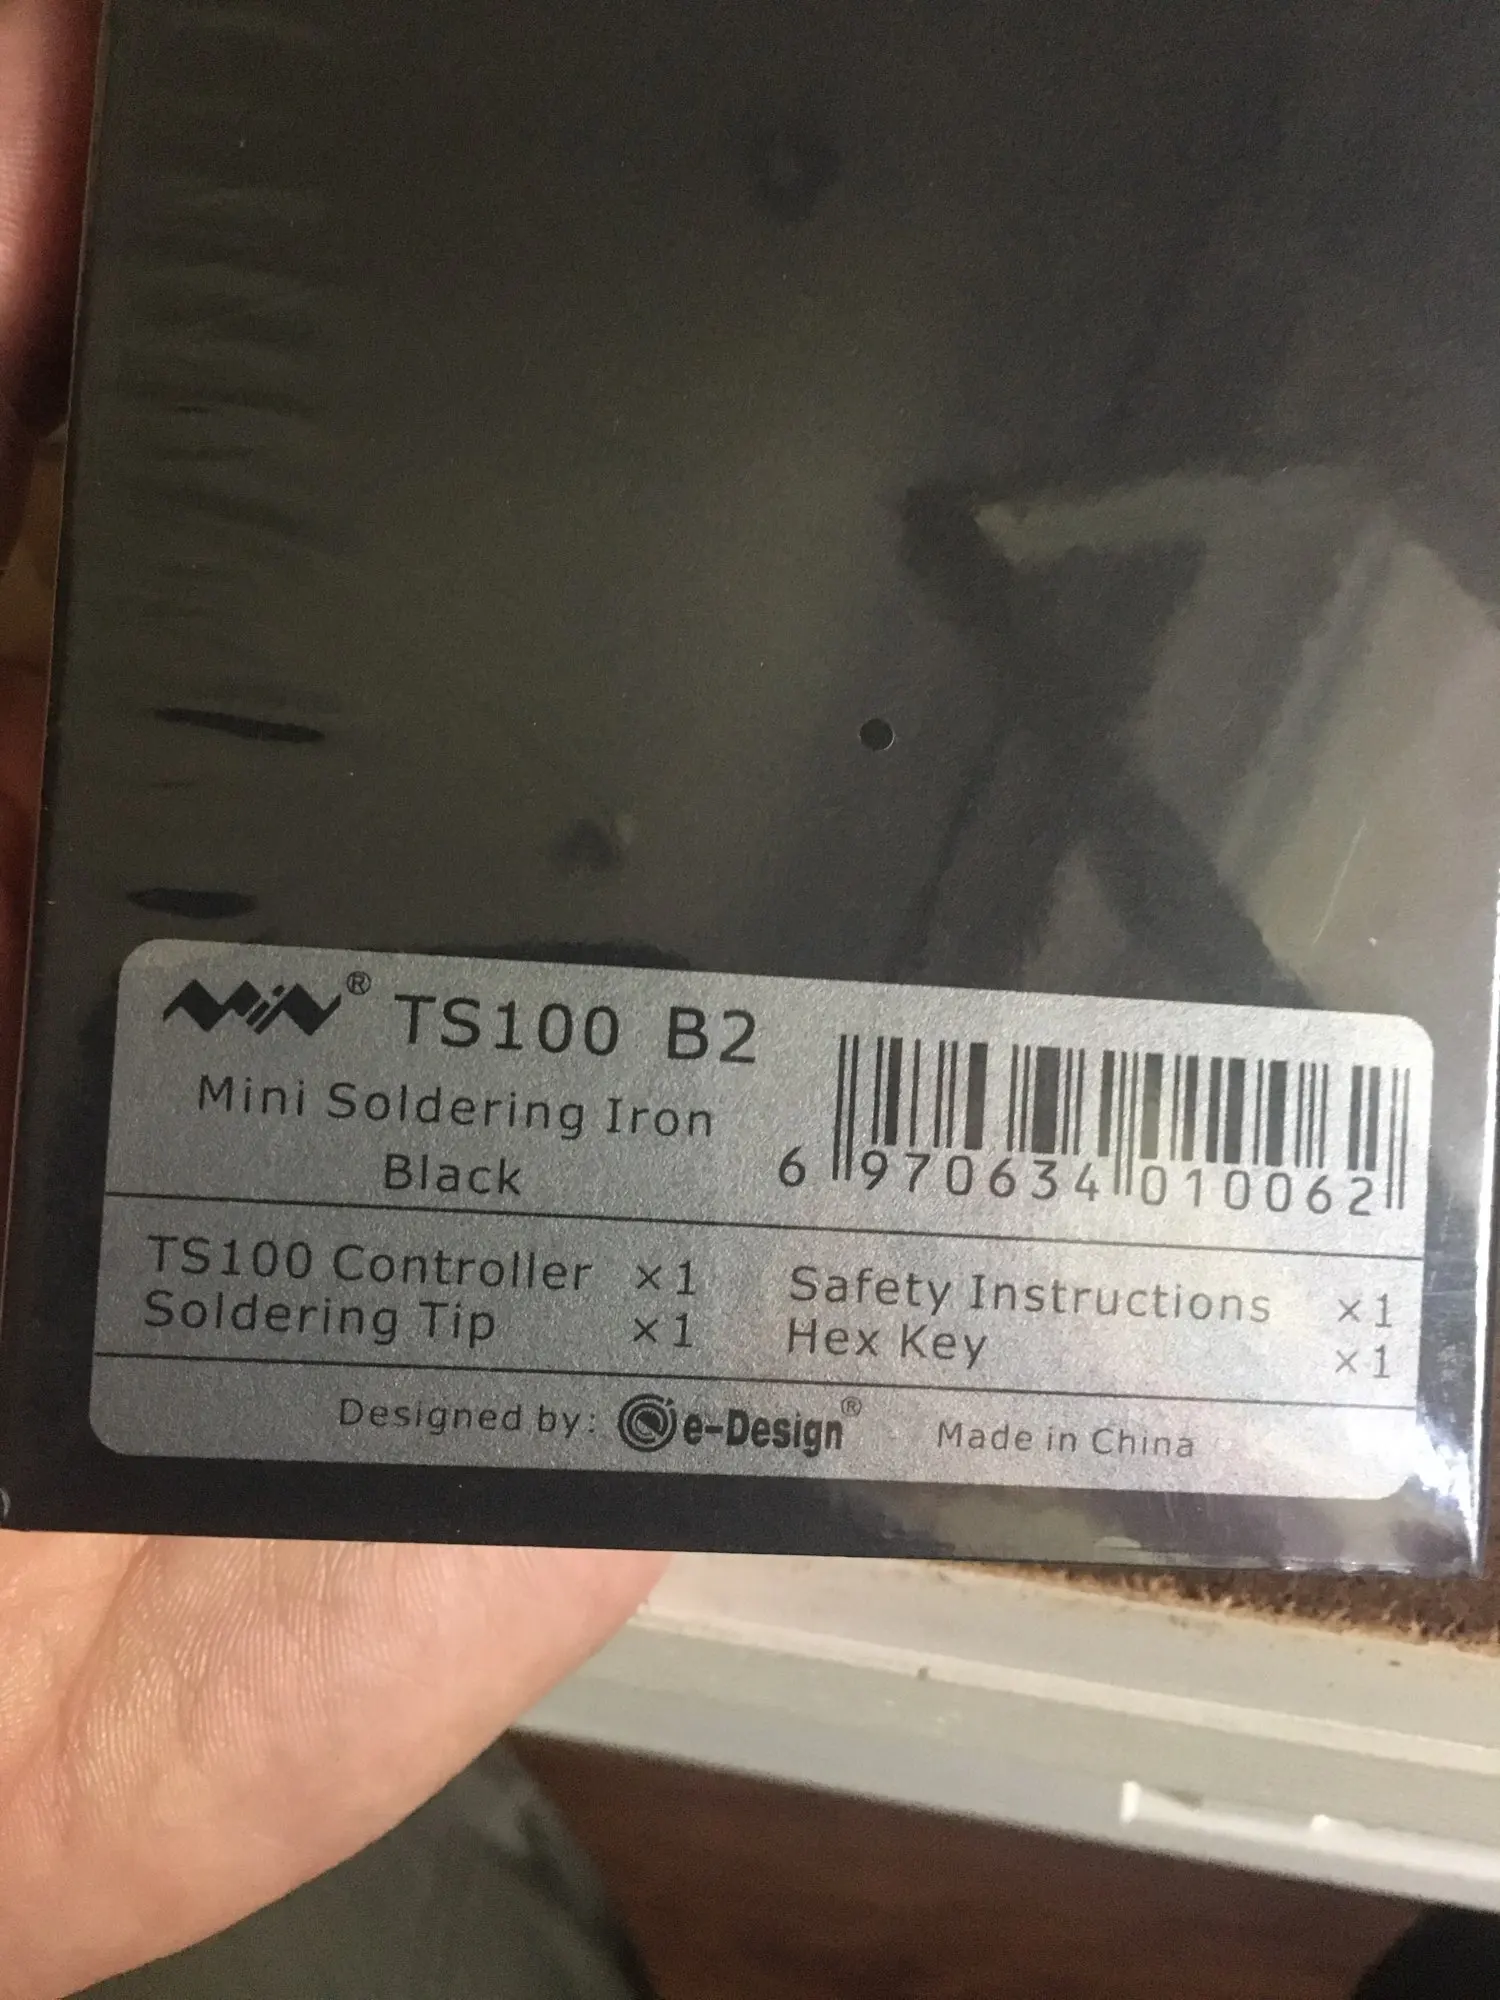 MiNi® TS100 B2
Mini Soldering Iron
Black
6 970634 010062
TS100 Controller ×1
Soldering Tip ×1
Safety Instructions ×1
Hex Key ×1
Designed by: e-Design® Made in China